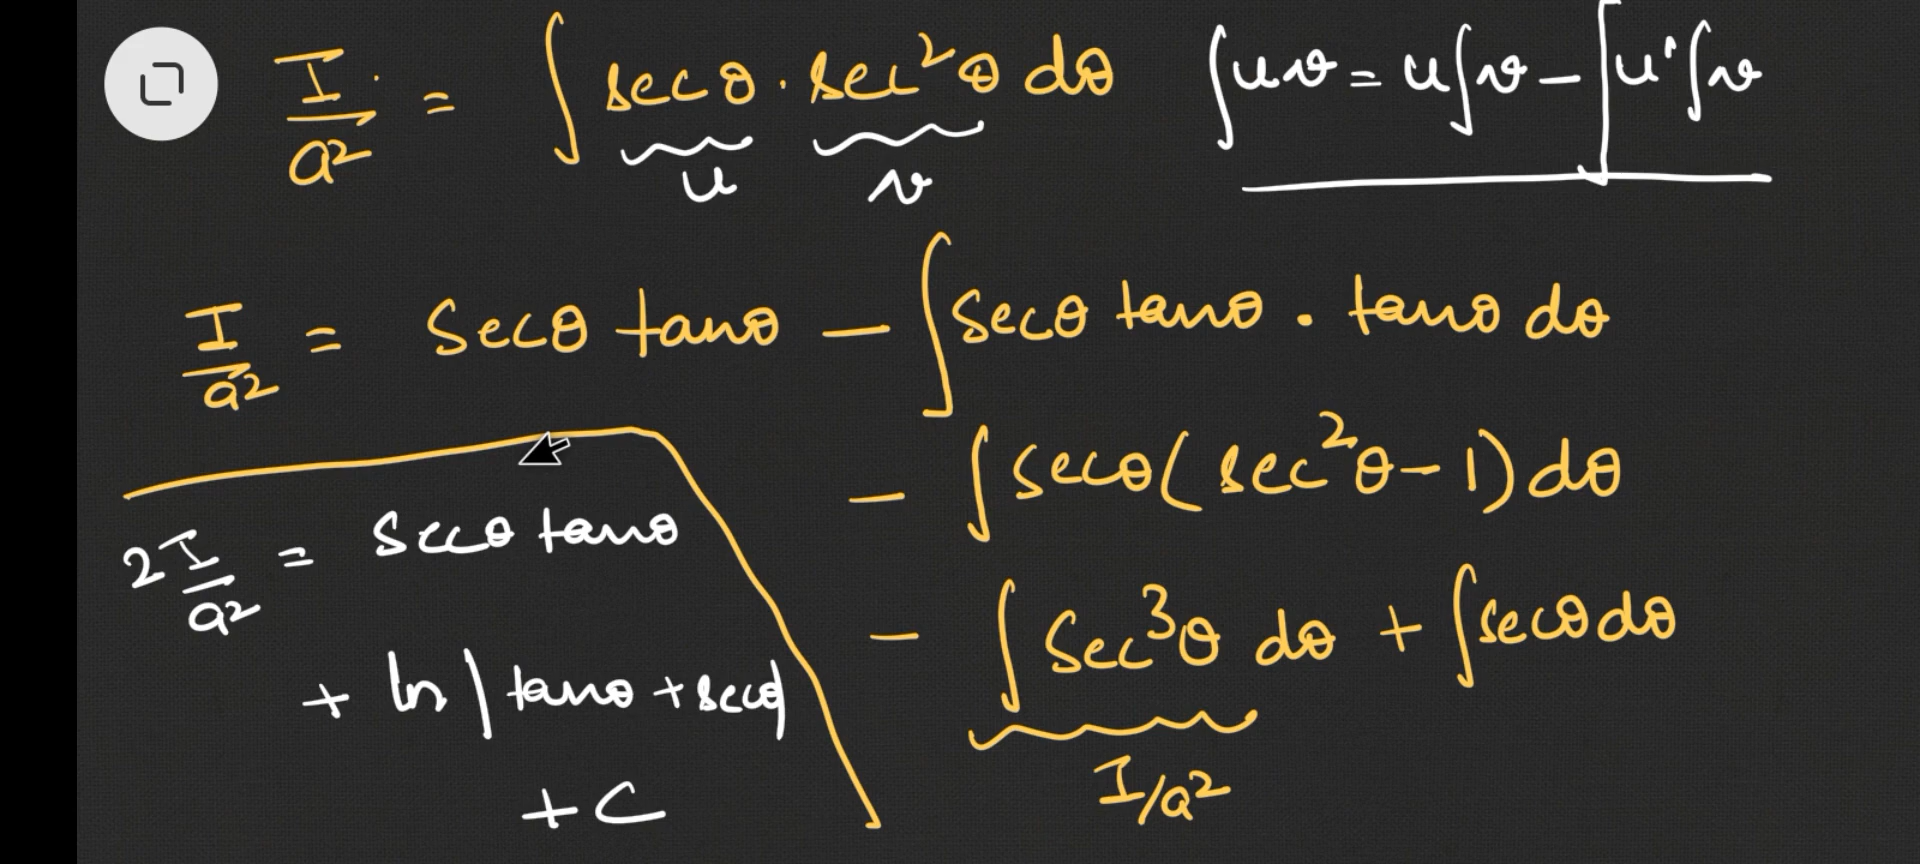 I/a² = ∫ secθ · sec²θ dθ
u v
∫uv = u∫v − ∫u'∫v
I/a² = secθ tanθ − ∫ secθ tanθ · tanθ dθ
− ∫ secθ (sec²θ − 1) dθ
− ∫ sec³θ dθ + ∫ secθ dθ
I/a²
2I/a² = secθ tanθ
+ ln | tanθ + secθ|
+ C